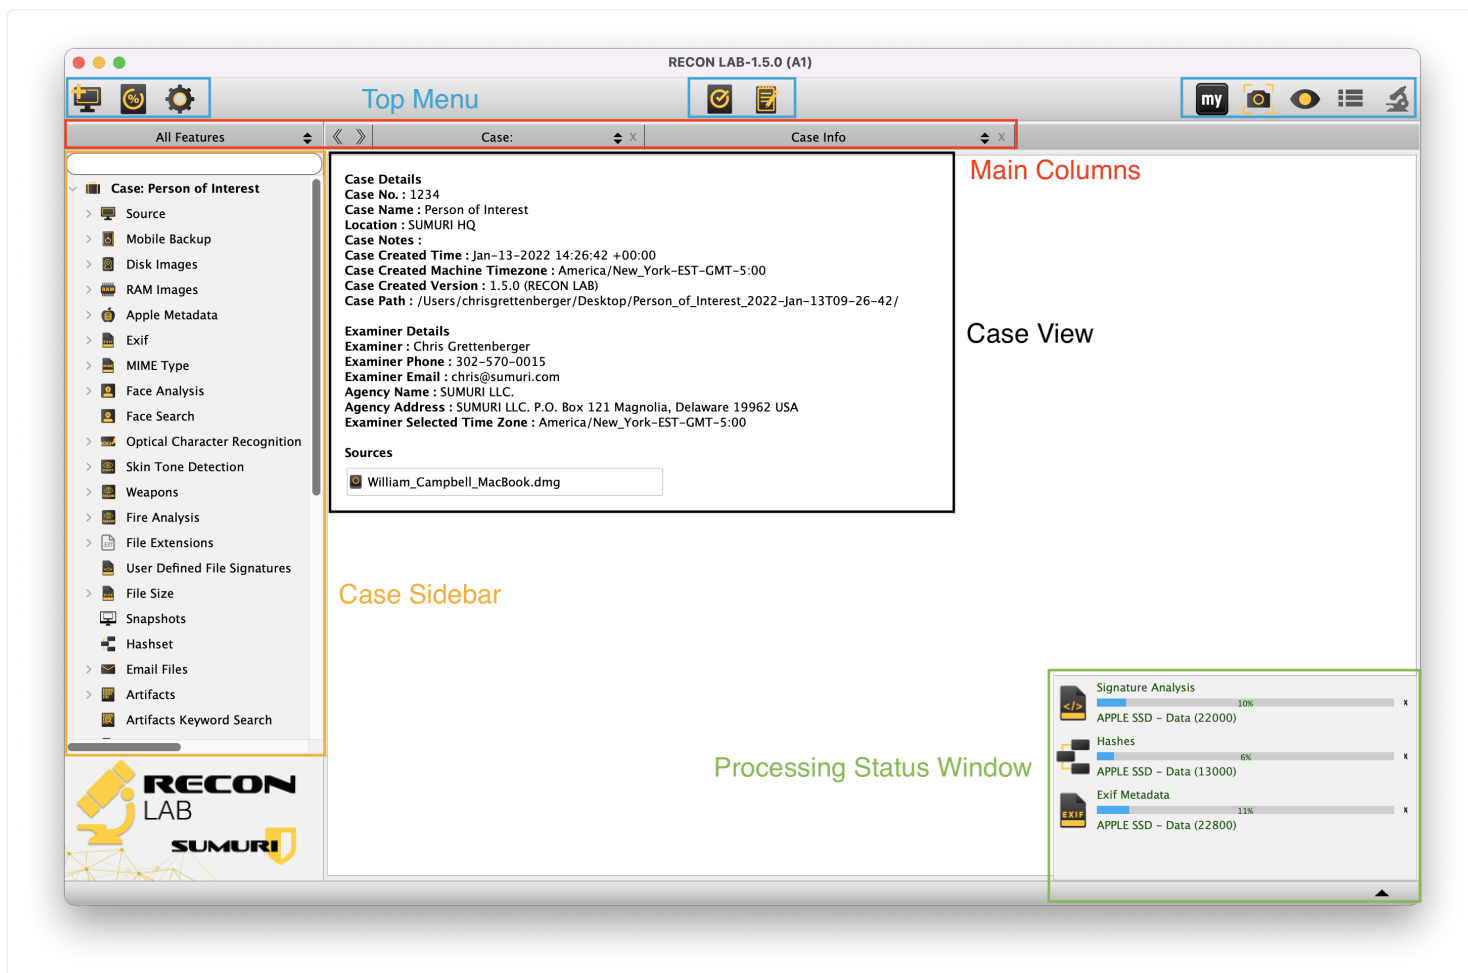 RECON LAB-1.5.0 (A1)
Top Menu
my
All Features
Case:
X
Case Info
X
Main Columns
Case: Person of Interest
Source
Mobile Backup
Disk Images
RAM Images
Apple Metadata
Exif
MIME Type
Face Analysis
Face Search
Optical Character Recognition
Skin Tone Detection
Weapons
Fire Analysis
File Extensions
User Defined File Signatures
File Size
Snapshots
Hashset
Email Files
Artifacts
Artifacts Keyword Search
Case Details
Case No. : 1234
Case Name : Person of Interest
Location : SUMURI HQ
Case Notes :
Case Created Time : Jan-13-2022 14:26:42 +00:00
Case Created Machine Timezone : America/New_York-EST-GMT-5:00
Case Created Version : 1.5.0 (RECON LAB)
Case Path : /Users/chrisgrettenberger/Desktop/Person_of_Interest_2022-Jan-13T09-26-42/
Examiner Details
Examiner : Chris Grettenberger
Examiner Phone : 302-570-0015
Examiner Email : chris@sumuri.com
Agency Name : SUMURI LLC.
Agency Address : SUMURI LLC. P.O. Box 121 Magnolia, Delaware 19962 USA
Examiner Selected Time Zone : America/New_York-EST-GMT-5:00
Sources
William_Campbell_MacBook.dmg
Case View
Case Sidebar
Processing Status Window
Signature Analysis
10%
x
APPLE SSD - Data (22000)
Hashes
6%
x
APPLE SSD - Data (13000)
Exif Metadata
EXIF
11%
x
APPLE SSD - Data (22800)
RECON
LAB
SUMURI